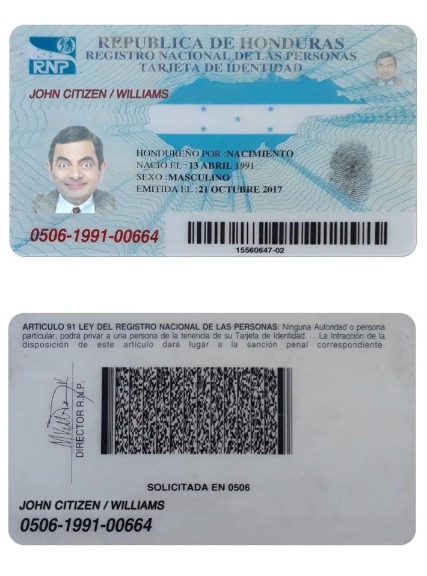 REPUBLICA DE HONDURAS
REGISTRO NACIONAL DE LAS PERSONAS
TARJETA DE IDENTIDAD
RNP
JOHN CITIZEN / WILLIAMS
HONDUREÑO POR :NACIMIENTO
NACIO EL :13 ABRIL 1991
SEXO :MASCULINO
EMITIDA EL :21 OCTUBRE 2017
0506-1991-00664
15560647-02
ARTICULO 91 LEY DEL REGISTRO NACIONAL DE LAS PERSONAS: Ninguna Autoridad o persona
particular, podrá privar a una persona de la tenencia de su Tarjeta de Identidad. ... La Infracción de la
disposición de este artículo dará lugar a la sanción penal correspondiente.
DIRECTOR R.N.P.
SOLICITADA EN 0506
JOHN CITIZEN / WILLIAMS
0506-1991-00664